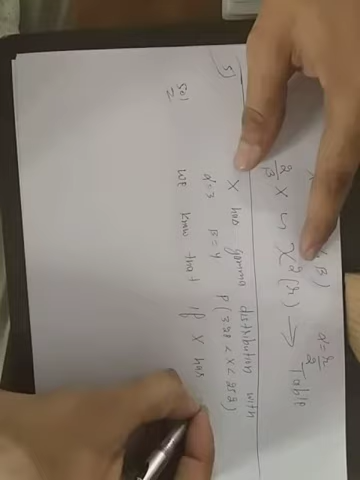 B)
2/β X ~ χ²(r) → Table
α = r/2
5) X has gamma distribution with
α=3 β=4 P(3.28 < X < 25.2)
Sol
WE know that if X has